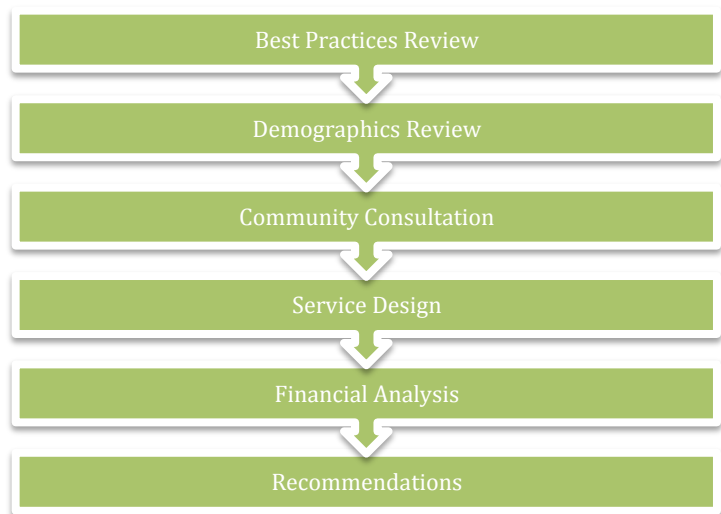 Best Practices Review
Demographics Review
Community Consultation
Service Design
Financial Analysis
Recommendations